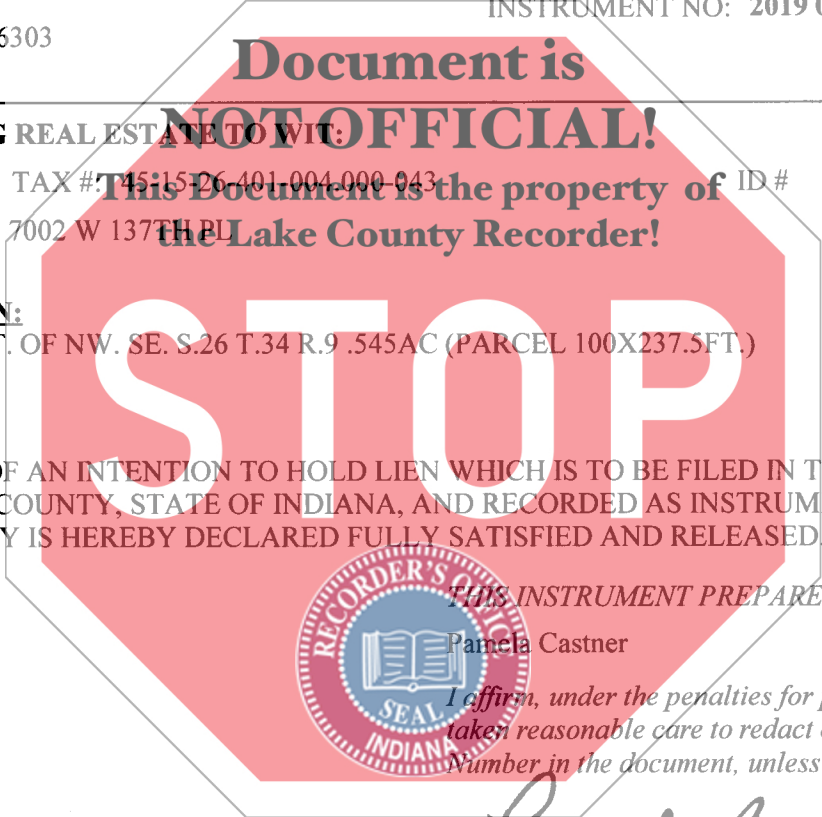 INSTRUMENT NO: 2019 0
6303
Document is
NOT OFFICIAL!
G REAL ESTATE TO WIT:
TAX #: 45-15-26-401-004.000-043 ID #
This Document is the property of
7002 W 137TH PL
the Lake County Recorder!
N:
. OF NW. SE. S.26 T.34 R.9 .545AC (PARCEL 100X237.5FT.)
STOP
OF AN INTENTION TO HOLD LIEN WHICH IS TO BE FILED IN T
COUNTY, STATE OF INDIANA, AND RECORDED AS INSTRUM
Y IS HEREBY DECLARED FULLY SATISFIED AND RELEASED.
THIS INSTRUMENT PREPARE
Pamela Castner
I affirm, under the penalties for p
taken reasonable care to redact
Number in the document, unless
RECORDER'S OFFICE
SEAL
INDIANA